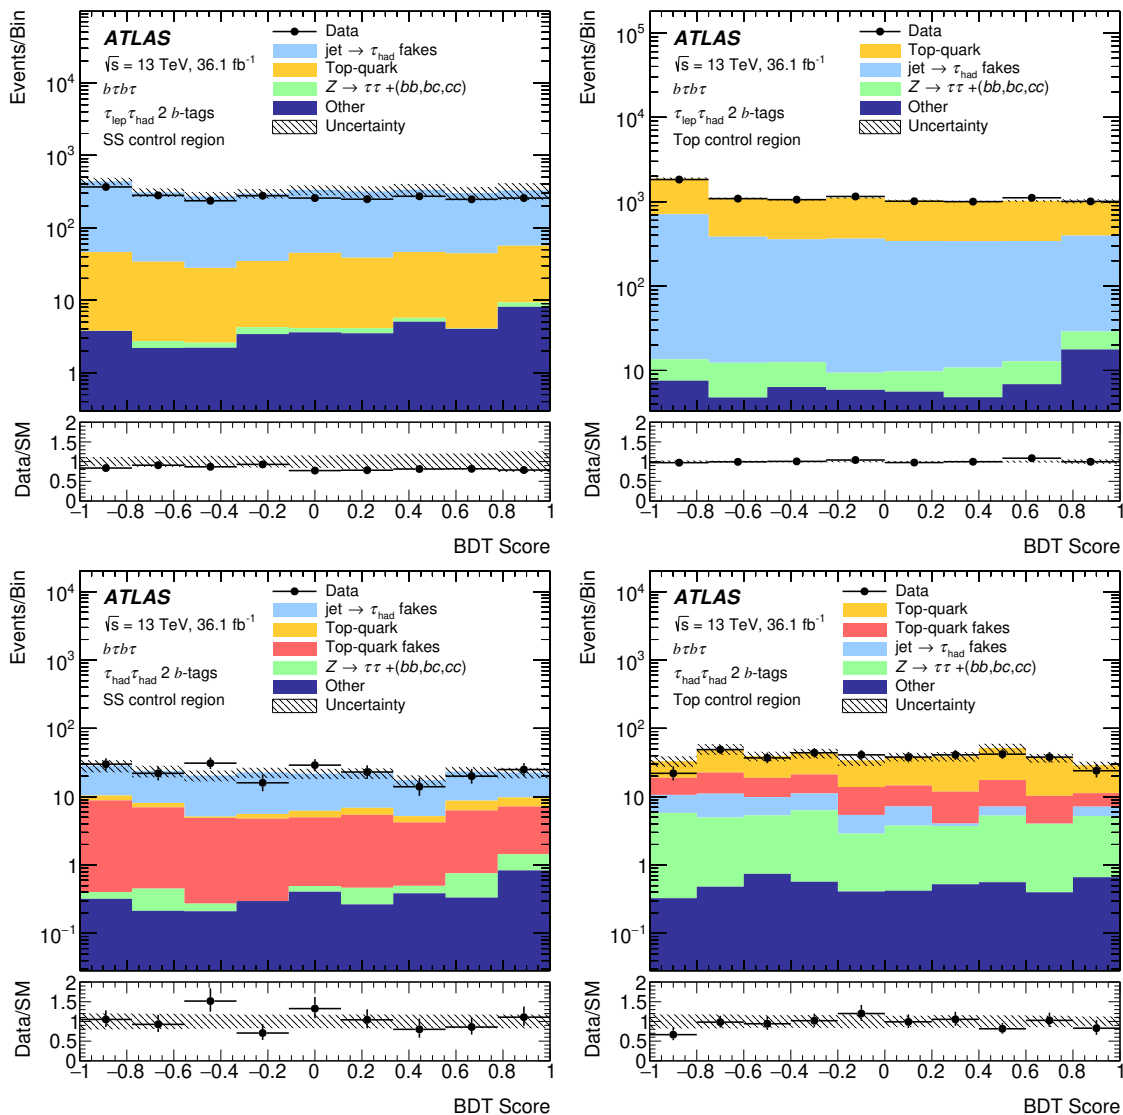 Events/Bin
10⁴
10³
10²
10
1
ATLAS
√s = 13 TeV, 36.1 fb⁻¹
bτbτ
τ_lep τ_had 2 b-tags
SS control region
Data
jet → τ_had fakes
Top-quark
Z → ττ +(bb,bc,cc)
Other
Uncertainty
Data/SM
2
1.5
1
0.5
0
−1 −0.8 −0.6 −0.4 −0.2 0 0.2 0.4 0.6 0.8 1
BDT Score
Events/Bin
10⁵
10⁴
10³
10²
10
ATLAS
√s = 13 TeV, 36.1 fb⁻¹
bτbτ
τ_lep τ_had 2 b-tags
Top control region
Data
Top-quark
jet → τ_had fakes
Z → ττ +(bb,bc,cc)
Other
Uncertainty
Data/SM
2
1.5
1
0.5
0
−1 −0.8 −0.6 −0.4 −0.2 0 0.2 0.4 0.6 0.8 1
BDT Score
Events/Bin
10⁴
10³
10²
10
1
10⁻¹
ATLAS
√s = 13 TeV, 36.1 fb⁻¹
bτbτ
τ_had τ_had 2 b-tags
SS control region
Data
jet → τ_had fakes
Top-quark
Top-quark fakes
Z → ττ +(bb,bc,cc)
Other
Uncertainty
Data/SM
2
1.5
1
0.5
0
−1 −0.8 −0.6 −0.4 −0.2 0 0.2 0.4 0.6 0.8 1
BDT Score
Events/Bin
10⁴
10³
10²
10
1
10⁻¹
ATLAS
√s = 13 TeV, 36.1 fb⁻¹
bτbτ
τ_had τ_had 2 b-tags
Top control region
Data
Top-quark
Top-quark fakes
jet → τ_had fakes
Z → ττ +(bb,bc,cc)
Other
Uncertainty
Data/SM
2
1.5
1
0.5
0
−1 −0.8 −0.6 −0.4 −0.2 0 0.2 0.4 0.6 0.8 1
BDT Score